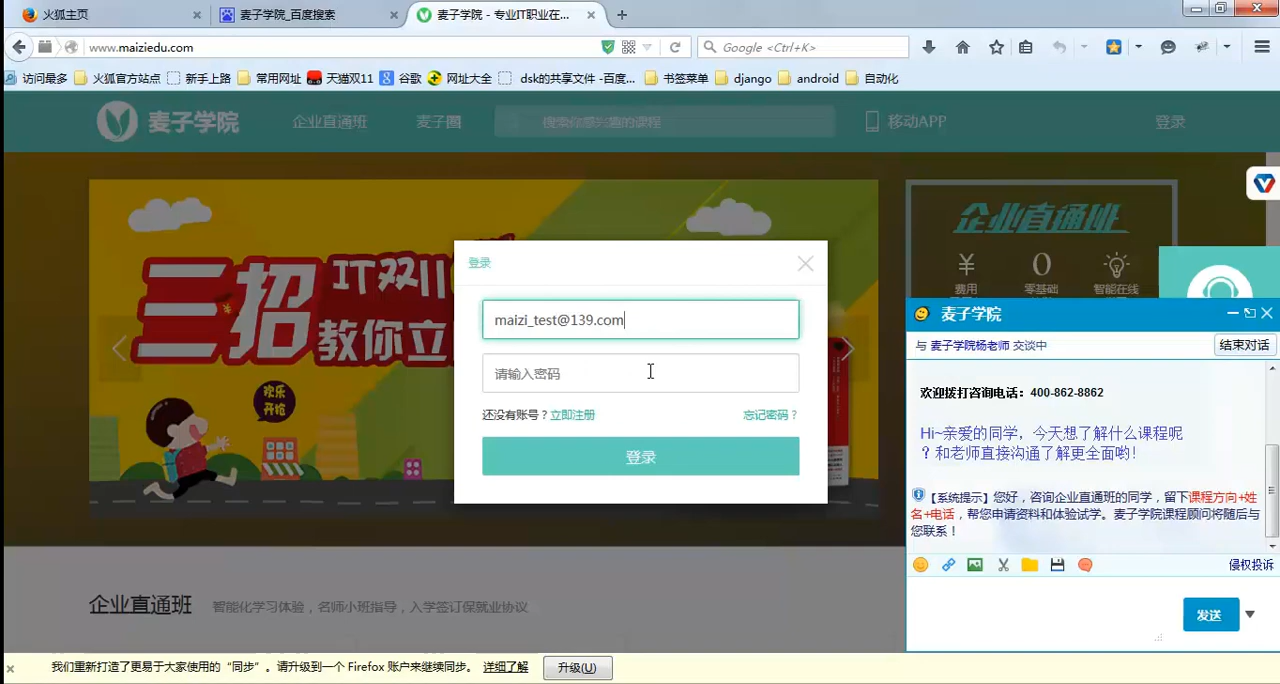 火狐主页
麦子学院_百度搜索
麦子学院 - 专业IT职业在...
www.maiziedu.com
Google <Ctrl+K>
访问最多 火狐官方站点 新手上路 常用网址 天猫双11 谷歌 网址大全 dsk的共享文件 -百度... 书签菜单 django android 自动化
麦子学院 企业直通班 麦子圈 搜索你感兴趣的课程 移动APP 登录
三招 IT双11
教你立
欢乐
开抢
企业直通班
¥ 0
费用 零基础 智能在线
登录
maizi_test@139.com
请输入密码
还没有账号？立即注册 忘记密码？
登录
麦子学院
与 麦子学院杨老师 交谈中 结束对话
欢迎拨打咨询电话：400-862-8862
Hi~亲爱的同学，今天想了解什么课程呢
？和老师直接沟通了解更全面哟！
【系统提示】您好，咨询企业直通班的同学，留下课程方向+姓
名+电话，帮您申请资料和体验试学。麦子学院课程顾问将随后与
您联系！
侵权投诉
发送
企业直通班 智能化学习体验，名师小班指导，入学签订保就业协议
我们重新打造了更易于大家使用的“同步”。请升级到一个 Firefox 账户来继续同步。 详细了解 升级(U)